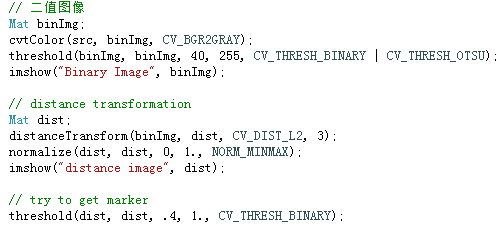 // 二值图像
Mat binImg;
cvtColor(src, binImg, CV_BGR2GRAY);
threshold(binImg, binImg, 40, 255, CV_THRESH_BINARY | CV_THRESH_OTSU);
imshow("Binary Image", binImg);
// distance transformation
Mat dist;
distanceTransform(binImg, dist, CV_DIST_L2, 3);
normalize(dist, dist, 0, 1., NORM_MINMAX);
imshow("distance image", dist);
// try to get marker
threshold(dist, dist, .4, 1., CV_THRESH_BINARY);